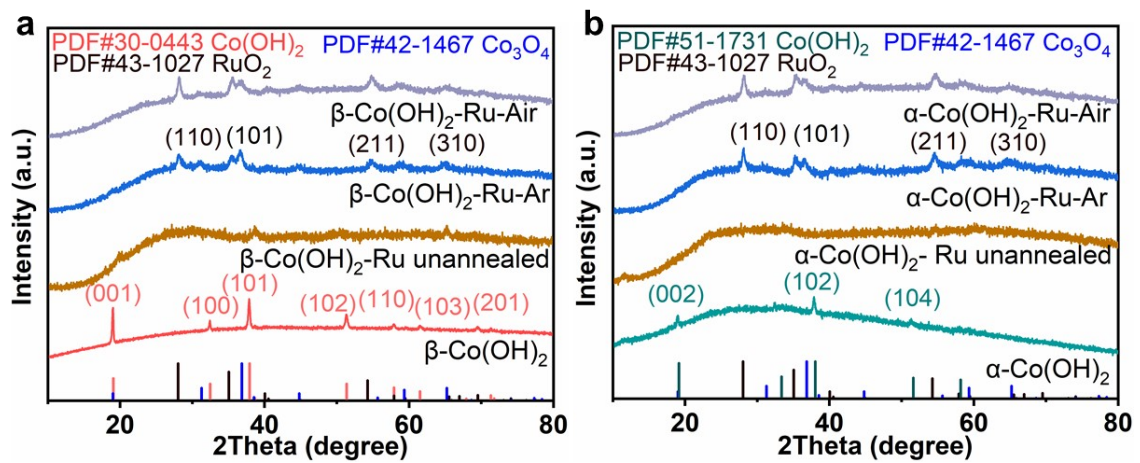 a
PDF#30-0443 Co(OH)₂
PDF#42-1467 Co₃O₄
PDF#43-1027 RuO₂
β-Co(OH)₂-Ru-Air
(110)
(101)
(211)
(310)
β-Co(OH)₂-Ru-Ar
β-Co(OH)₂-Ru unannealed
(001)
(100)
(101)
(102)
(110)
(103)
(201)
β-Co(OH)₂
Intensity (a.u.)
20
40
60
80
2Theta (degree)
b
PDF#51-1731 Co(OH)₂
PDF#42-1467 Co₃O₄
PDF#43-1027 RuO₂
α-Co(OH)₂-Ru-Air
(110)
(101)
(211)
(310)
α-Co(OH)₂-Ru-Ar
α-Co(OH)₂- Ru unannealed
(002)
(102)
(104)
α-Co(OH)₂
Intensity (a.u.)
20
40
60
80
2Theta (degree)